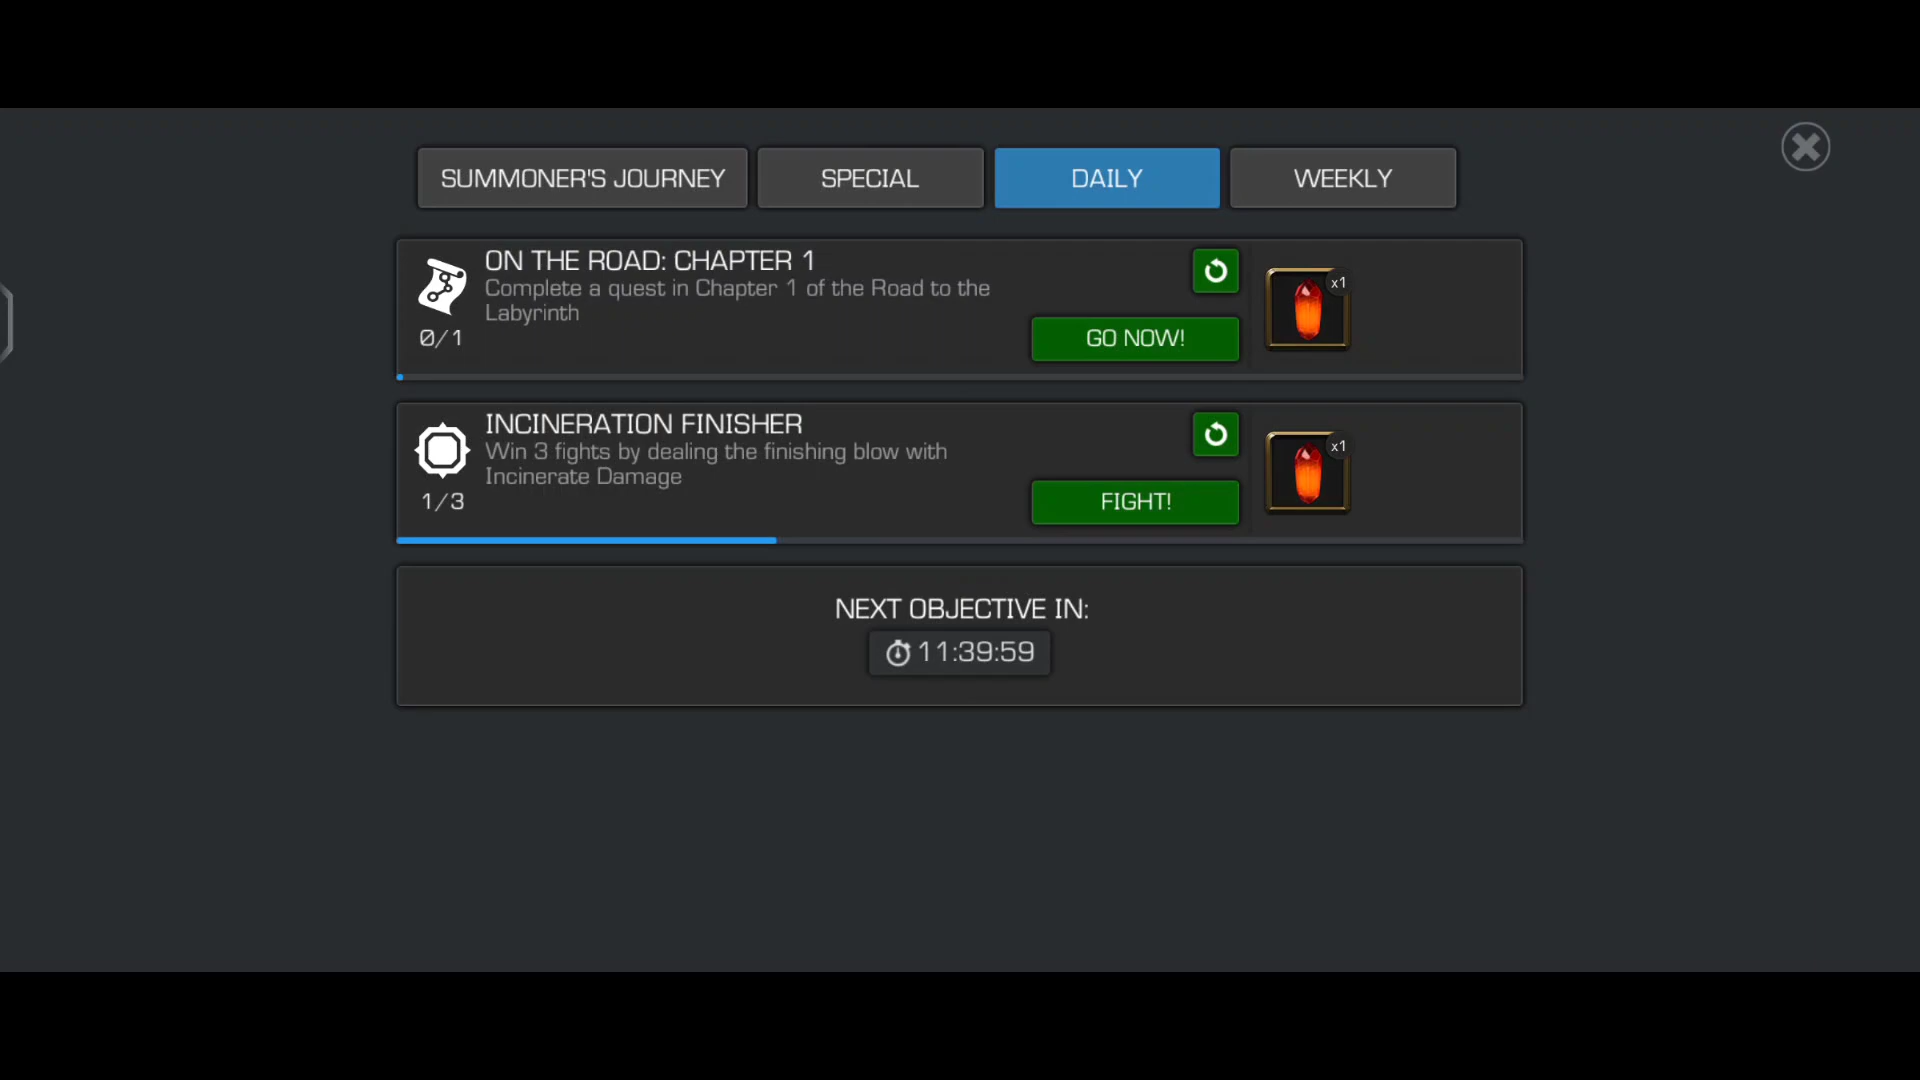 SUMMONER'S JOURNEY
SPECIAL
DAILY
WEEKLY
ON THE ROAD: CHAPTER 1
Complete a quest in Chapter 1 of the Road to the
Labyrinth
0/1
GO NOW!
x1
INCINERATION FINISHER
Win 3 fights by dealing the finishing blow with
Incinerate Damage
1/3
FIGHT!
x1
NEXT OBJECTIVE IN:
11:39:59